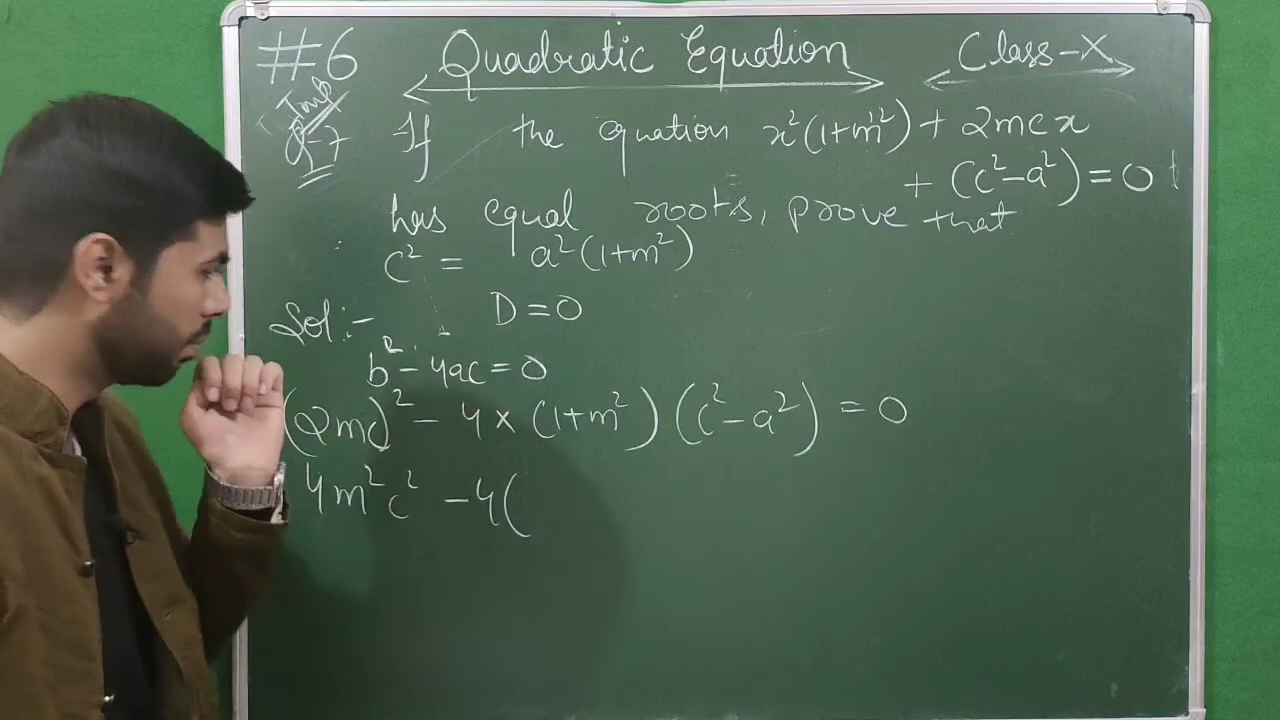 #6 Quadratic Equation Class-X
Imp
Q-7 If the equation x²(1+m²) + 2mcx
+ (c²-a²) = 0
has equal roots, prove that
c² = a²(1+m²)
Sol:- D = 0
b² - 4ac = 0
(2mc)² - 4 × (1+m²) (c²-a²) = 0
4m²c² - 4(